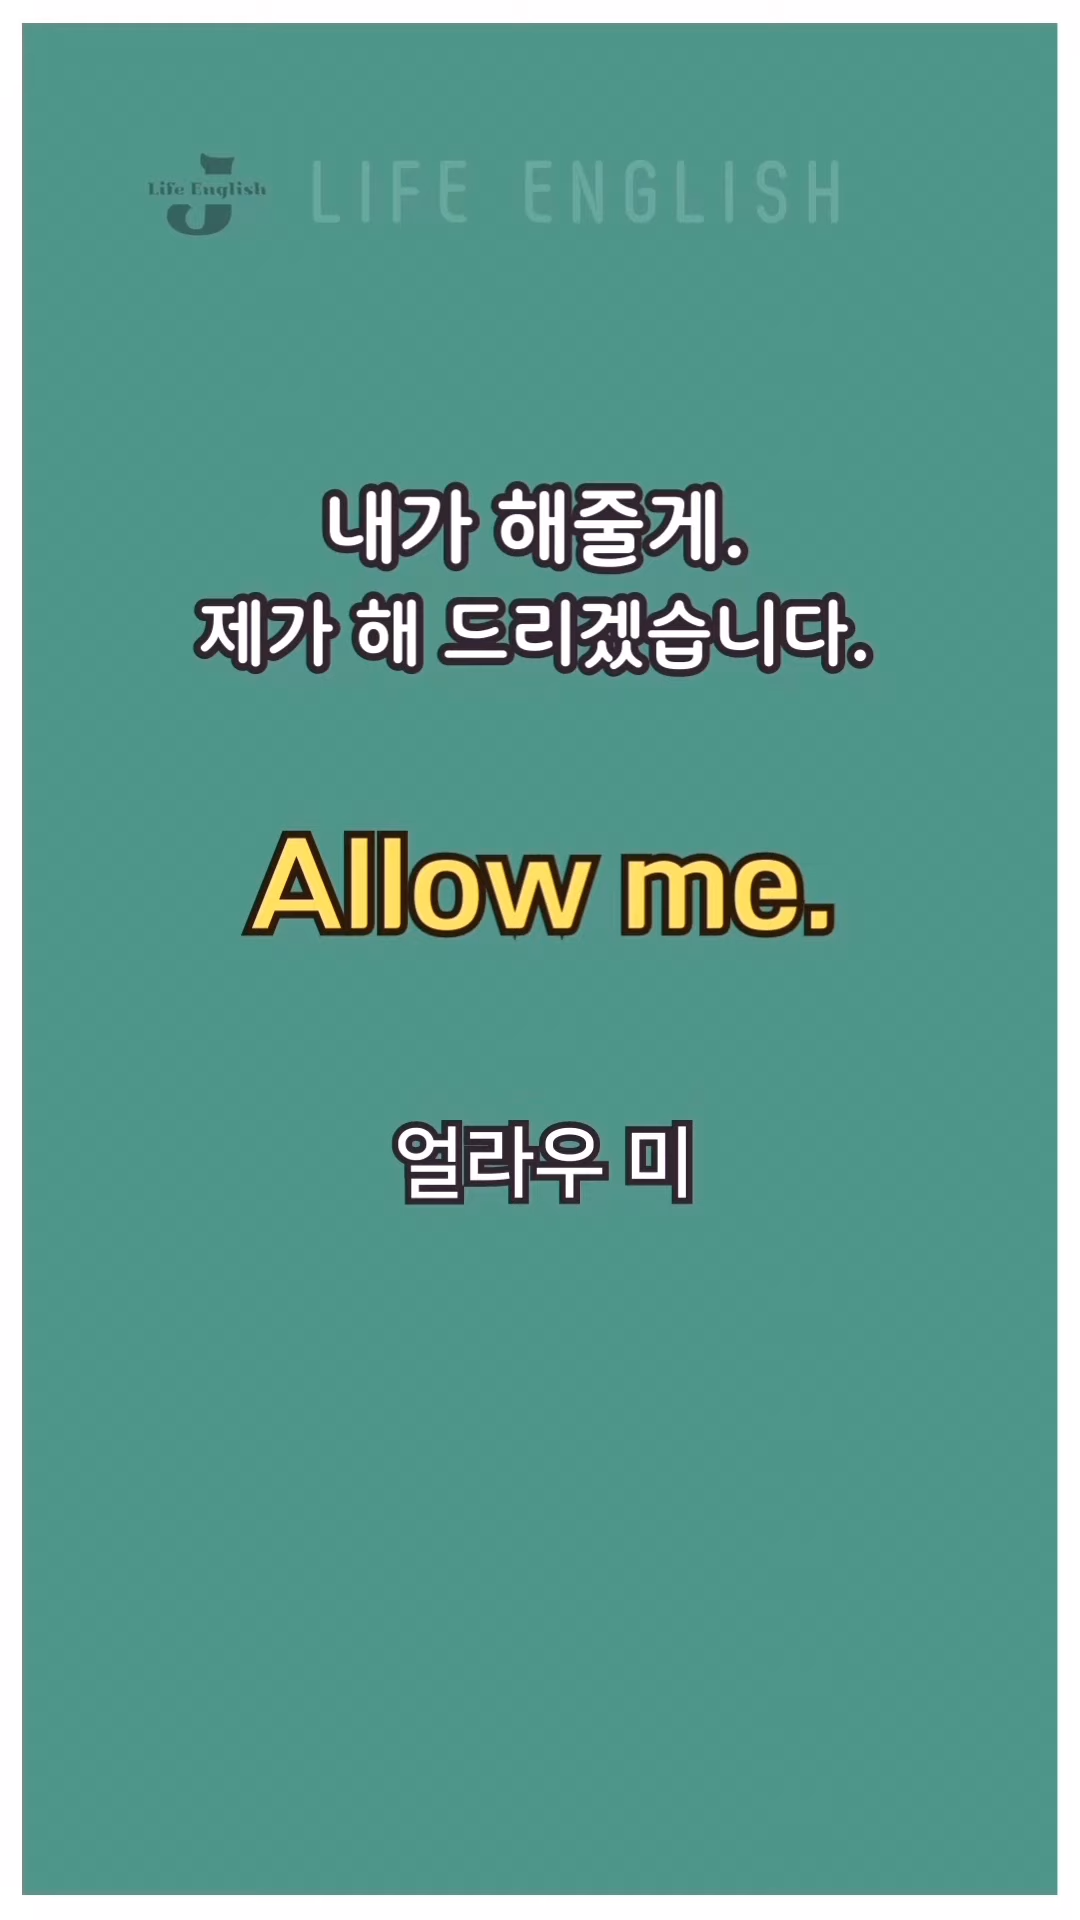 J
Life English
LIFE ENGLISH
내가 해줄게.
제가 해 드리겠습니다.
Allow me.
얼라우 미